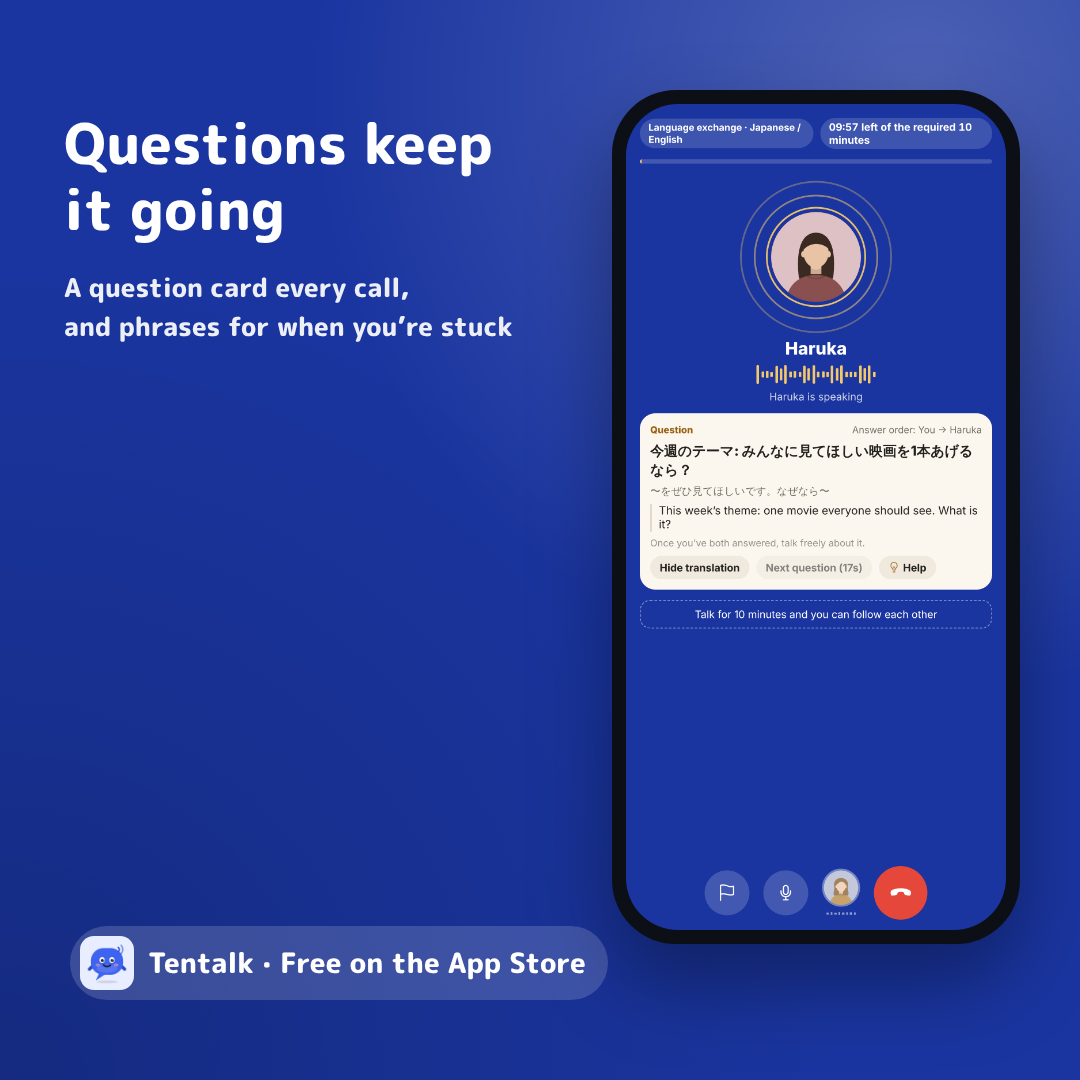 Questions keep
it going
A question card every call,
and phrases for when you’re stuck
Language exchange · Japanese /
English
09:57 left of the required 10
minutes
Haruka
Haruka is speaking
Question
Answer order: You → Haruka
今週のテーマ: みんなに見てほしい映画を1本あげる
なら？
〜をぜひ見てほしいです。なぜなら〜
This week’s theme: one movie everyone should see. What is
it?
Once you’ve both answered, talk freely about it.
Hide translation
Next question (17s)
Help
Talk for 10 minutes and you can follow each other
Tentalk · Free on the App Store